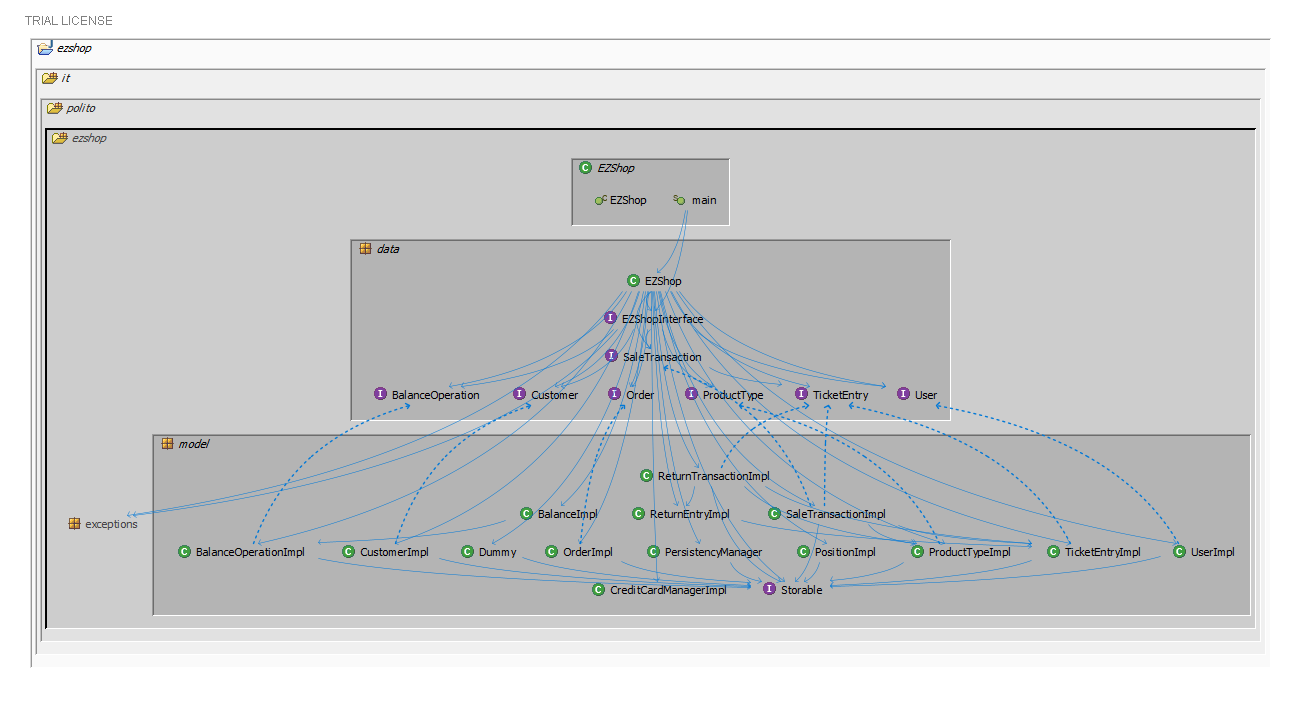 TRIAL LICENSE
ezshop
it
polito
ezshop
C EZShop
C EZShop S main
data
C EZShop
I EZShopInterface
I SaleTransaction
I BalanceOperation I Customer I Order I ProductType I TicketEntry I User
model
C ReturnTransactionImpl
C BalanceImpl C ReturnEntryImpl C SaleTransactionImpl
exceptions
C BalanceOperationImpl C CustomerImpl C Dummy C OrderImpl C PersistencyManager C PositionImpl C ProductTypeImpl C TicketEntryImpl C UserImpl
C CreditCardManagerImpl I Storable